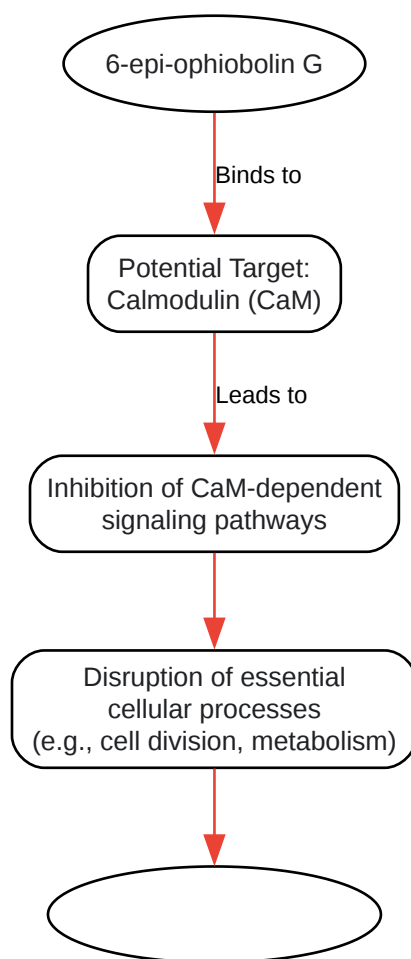 6-epi-ophiobolin G
Binds to
Potential Target:
Calmodulin (CaM)
Leads to
Inhibition of CaM-dependent
signaling pathways
Disruption of essential
cellular processes
(e.g., cell division, metabolism)